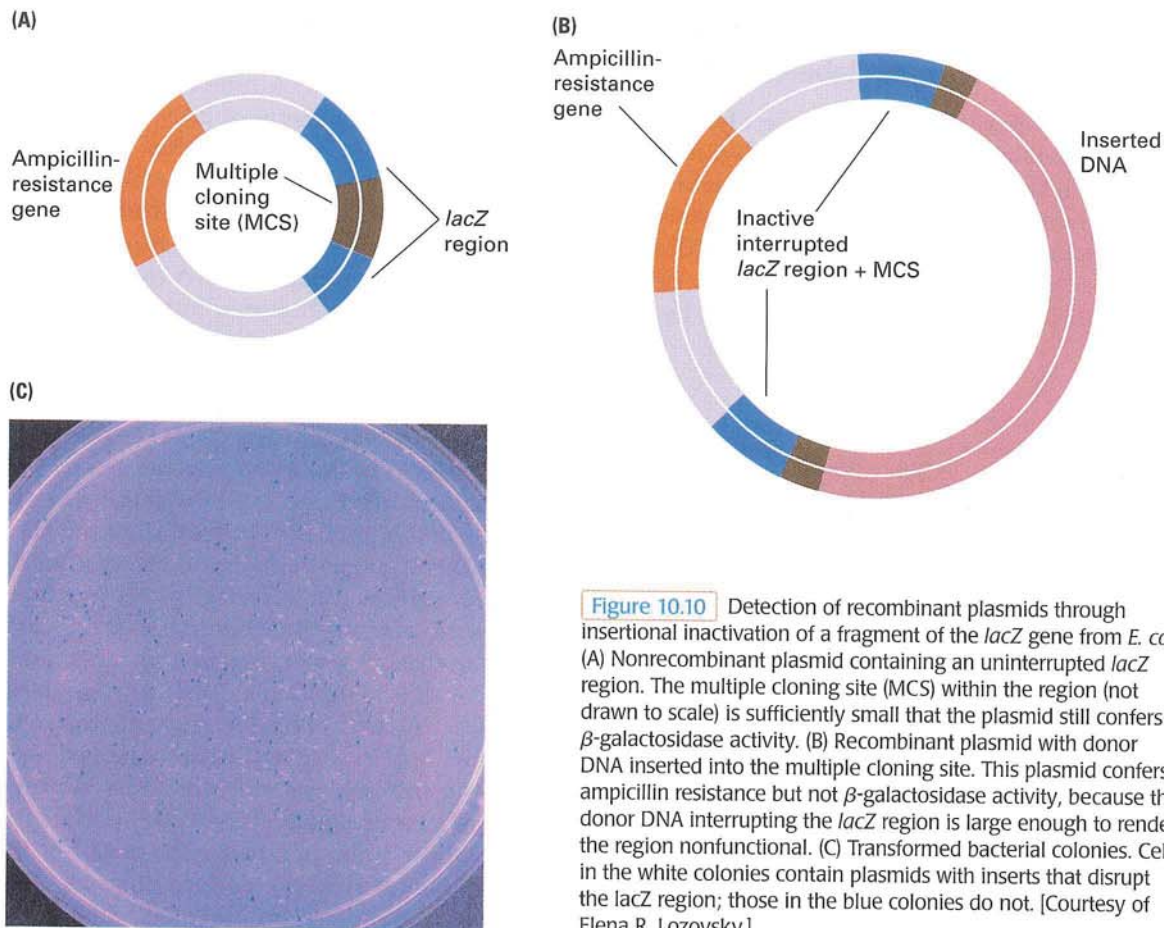 (A)
Ampicillin-
resistance
gene
Multiple
cloning
site (MCS)
lacZ
region
(B)
Ampicillin-
resistance
gene
Inserted
DNA
Inactive
interrupted
lacZ region + MCS
(C)
Figure 10.10 Detection of recombinant plasmids through
insertional inactivation of a fragment of the lacZ gene from E. co
(A) Nonrecombinant plasmid containing an uninterrupted lacZ
region. The multiple cloning site (MCS) within the region (not
drawn to scale) is sufficiently small that the plasmid still confers
β-galactosidase activity. (B) Recombinant plasmid with donor
DNA inserted into the multiple cloning site. This plasmid confers
ampicillin resistance but not β-galactosidase activity, because th
donor DNA interrupting the lacZ region is large enough to rende
the region nonfunctional. (C) Transformed bacterial colonies. Cel
in the white colonies contain plasmids with inserts that disrupt
the lacZ region; those in the blue colonies do not. [Courtesy of
Elena R. Lozovsky.]